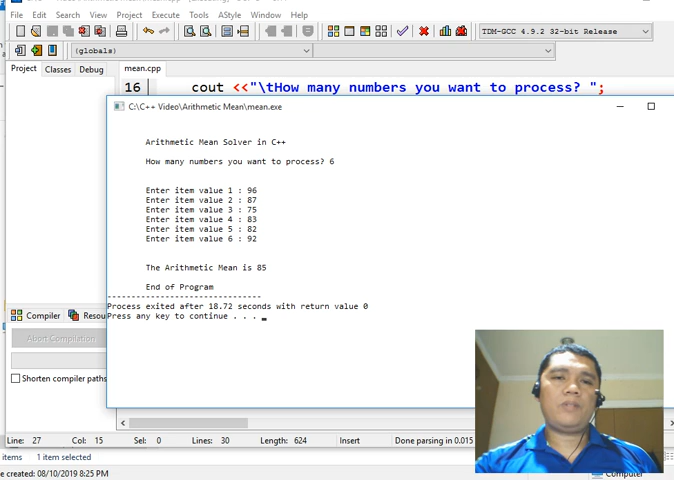 File Edit Search View Project Execute Tools AStyle Window Help
TDM-GCC 4.9.2 32-bit Release
(globals)
Project Classes Debug
mean.cpp
16 cout <<"\tHow many numbers you want to process? ";
C:\C++ Video\Arithmetic Mean\mean.exe
Arithmetic Mean Solver in C++
How many numbers you want to process? 6
Enter item value 1 : 96
Enter item value 2 : 87
Enter item value 3 : 75
Enter item value 4 : 83
Enter item value 5 : 82
Enter item value 6 : 92
The Arithmetic Mean is 85
End of Program
--------------------------------
Process exited after 18.72 seconds with return value 0
Press any key to continue . . . _
Compiler Resou
Abort Compilation
Shorten compiler paths
Line: 27 Col: 15 Sel: 0 Lines: 30 Length: 624 Insert Done parsing in 0.015
items 1 item selected
e created: 08/10/2019 8:25 PM
Computer